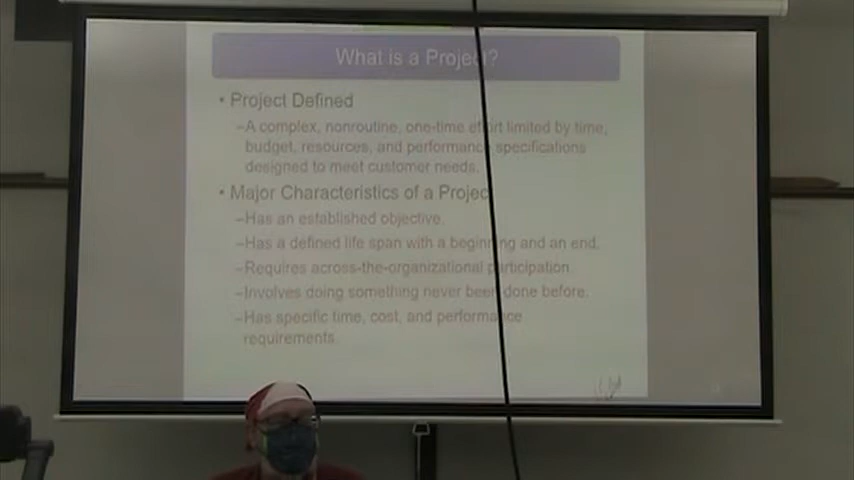 What is a Project?
• Project Defined
–A complex, nonroutine, one-time effort limited by time,
budget, resources, and performance specifications
designed to meet customer needs.
• Major Characteristics of a Project
–Has an established objective.
–Has a defined life span with a beginning and an end.
–Requires across-the-organizational participation.
–Involves doing something never been done before.
–Has specific time, cost, and performance
requirements.